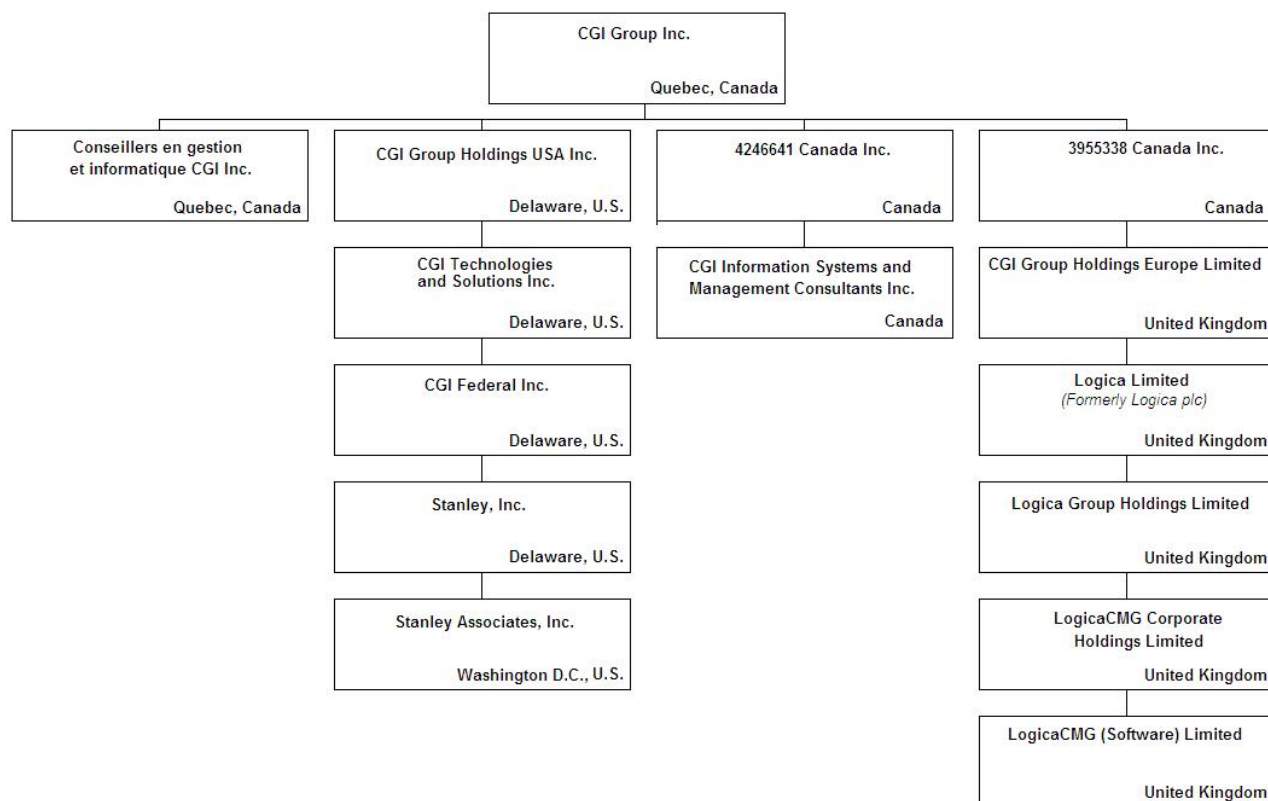 CGI Group Inc.
Quebec, Canada
Conseillers en gestion
et informatique CGI Inc.
Quebec, Canada
CGI Group Holdings USA Inc.
Delaware, U.S.
4246641 Canada Inc.
Canada
3955338 Canada Inc.
Canada
CGI Technologies
and Solutions Inc.
Delaware, U.S.
CGI Information Systems and
Management Consultants Inc.
Canada
CGI Group Holdings Europe Limited
United Kingdom
CGI Federal Inc.
Delaware, U.S.
Logica Limited
(Formerly Logica plc)
United Kingdom
Stanley, Inc.
Delaware, U.S.
Logica Group Holdings Limited
United Kingdom
Stanley Associates, Inc.
Washington D.C., U.S.
LogicaCMG Corporate
Holdings Limited
United Kingdom
LogicaCMG (Software) Limited
United Kingdom